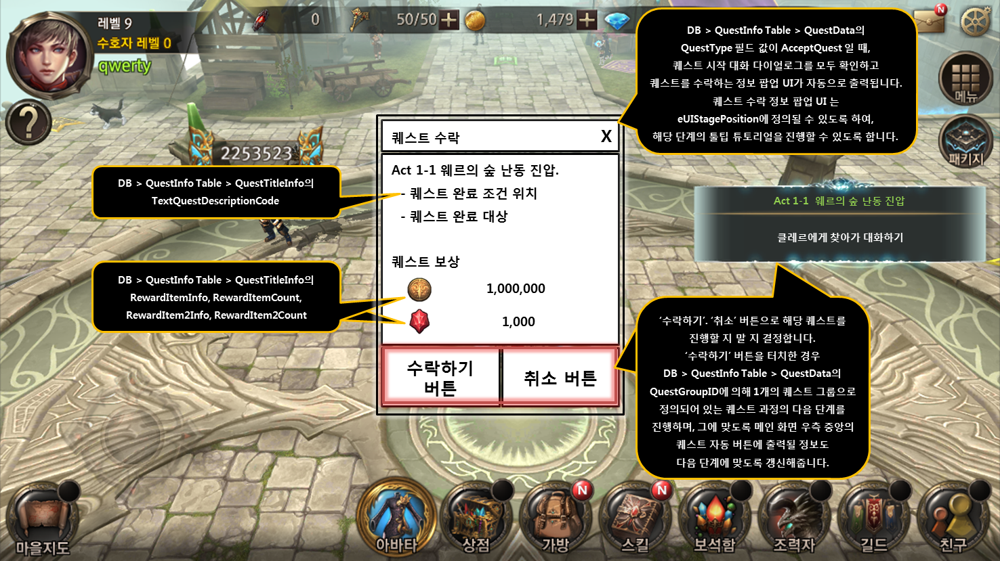 레벨 9
수호자 레벨 0
qwerty
0
50/50
1,479
N
메뉴
패키지
?
2253523
DB > QuestInfo Table > QuestData의
QuestType 필드 값이 AcceptQuest 일 때,
퀘스트 시작 대화 다이얼로그를 모두 확인하고
퀘스트를 수락하는 정보 팝업 UI가 자동으로 출력됩니다.
퀘스트 수락 정보 팝업 UI 는
eUIStagePosition에 정의될 수 있도록 하여,
해당 단계의 툴팁 튜토리얼을 진행할 수 있도록 합니다.
퀘스트 수락
X
Act 1-1 웨르의 숲 난동 진압.
- 퀘스트 완료 조건 위치
- 퀘스트 완료 대상
퀘스트 보상
1,000,000
1,000
수락하기
버튼
취소 버튼
DB > QuestInfo Table > QuestTitleInfo의
TextQuestDescriptionCode
DB > QuestInfo Table > QuestTitleInfo의
RewardItemInfo, RewardItemCount,
RewardItem2Info, RewardItem2Count
Act 1-1 웨르의 숲 난동 진압
클레르에게 찾아가 대화하기
‘수락하기’. ‘취소’ 버튼으로 해당 퀘스트를
진행할 지 말 지 결정합니다.
‘수락하기’ 버튼을 터치한 경우
DB > QuestInfo Table > QuestData의
QuestGroupID에 의해 1개의 퀘스트 그룹으로
정의되어 있는 퀘스트 과정의 다음 단계를
진행하며, 그에 맞도록 메인 화면 우측 중앙의
퀘스트 자동 버튼에 출력될 정보도
다음 단계에 맞도록 갱신해줍니다.
N
N
마을지도
아바타
상점
가방
스킬
보석함
조력자
길드
친구